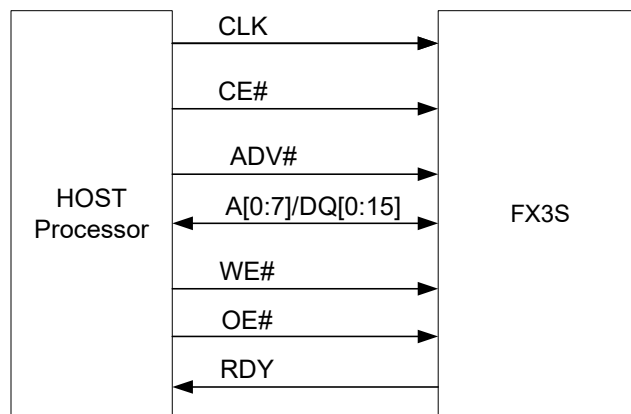 CLK
CE#
ADV#
HOST
Processor
A[0:7]/DQ[0:15]
FX3S
WE#
OE#
RDY